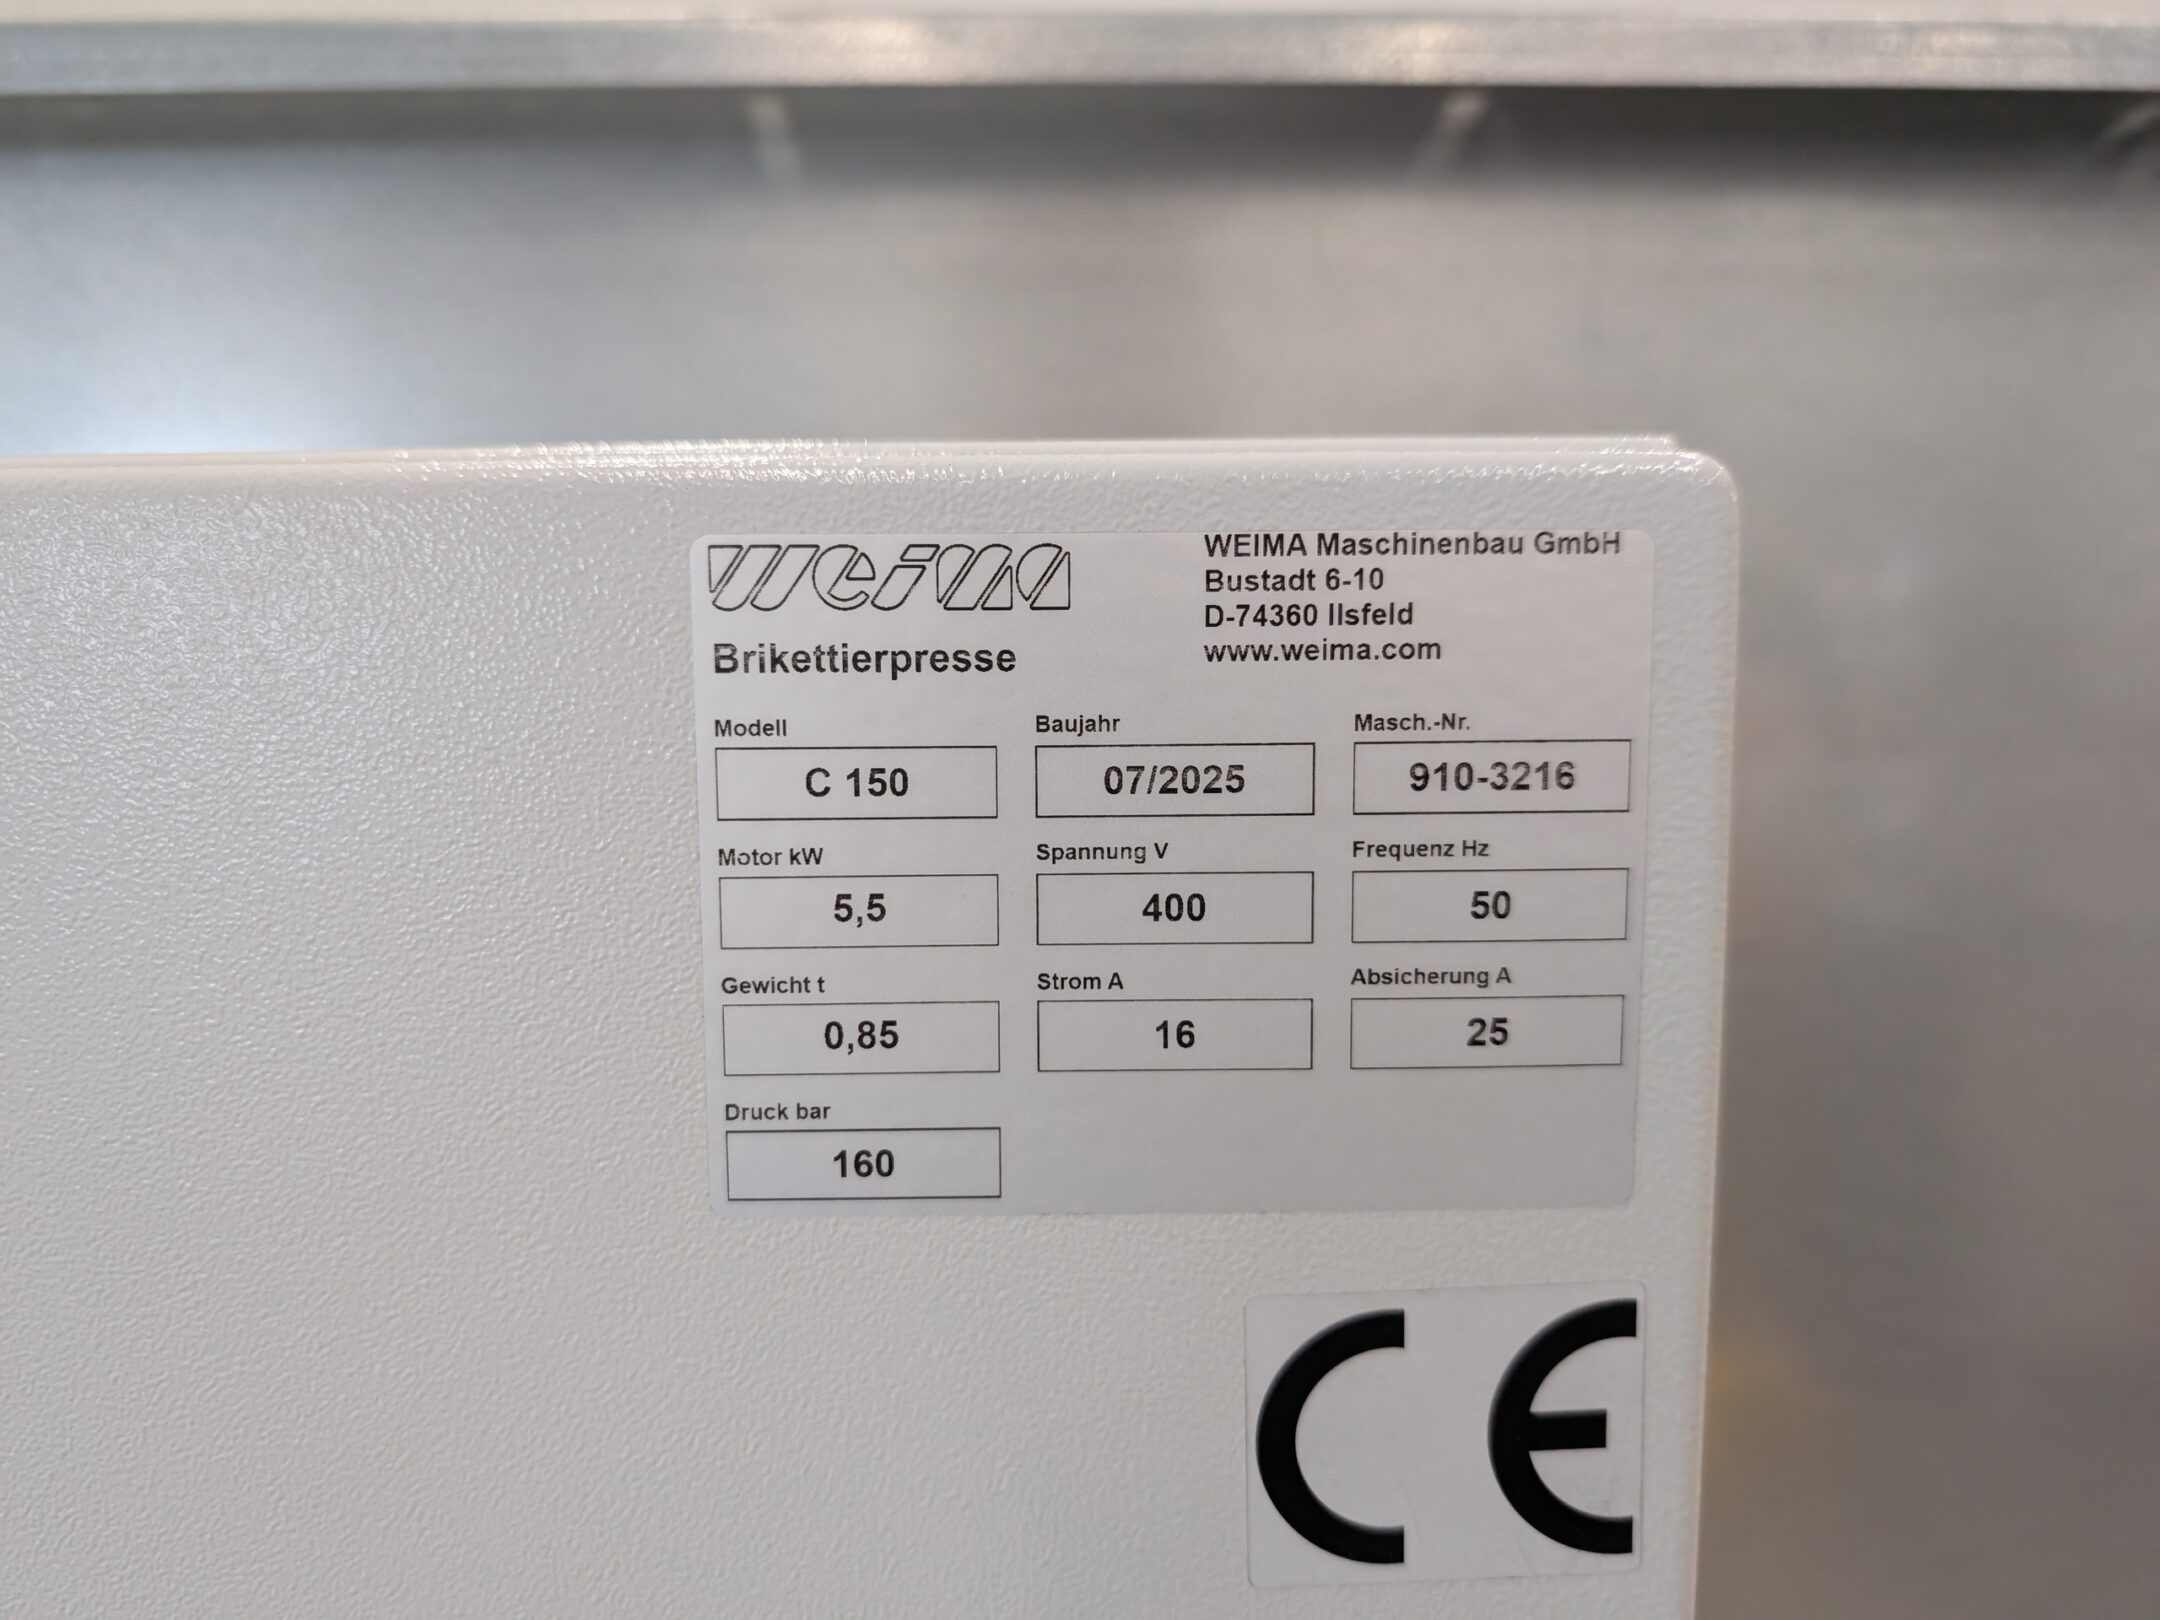 weima
WEIMA Maschinenbau GmbH
Bustadt 6-10
D-74360 Ilsfeld
www.weima.com
Brikettierpresse
Modell Baujahr Masch.-Nr.
C 150 07/2025 910-3216
Motor kW Spannung V Frequenz Hz
5,5 400 50
Gewicht t Strom A Absicherung A
0,85 16 25
Druck bar
160
CE